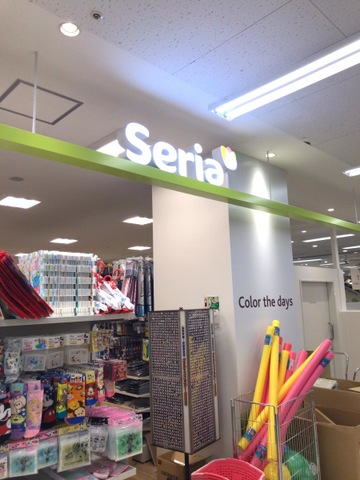 Seria
Color the days